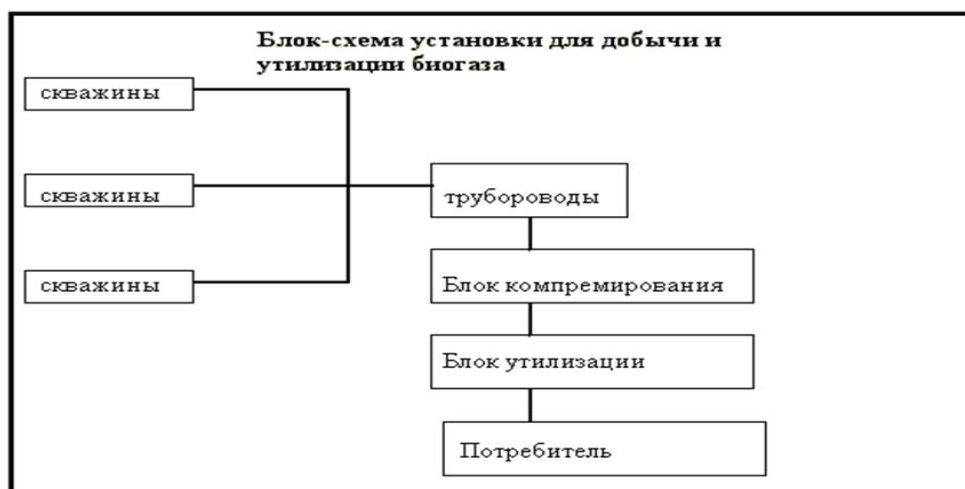 Блок-схема установки для добычи и
утилизации биогаза
скважины
скважины
скважины
трубороводы
Блок компремирования
Блок утилизации
Потребитель